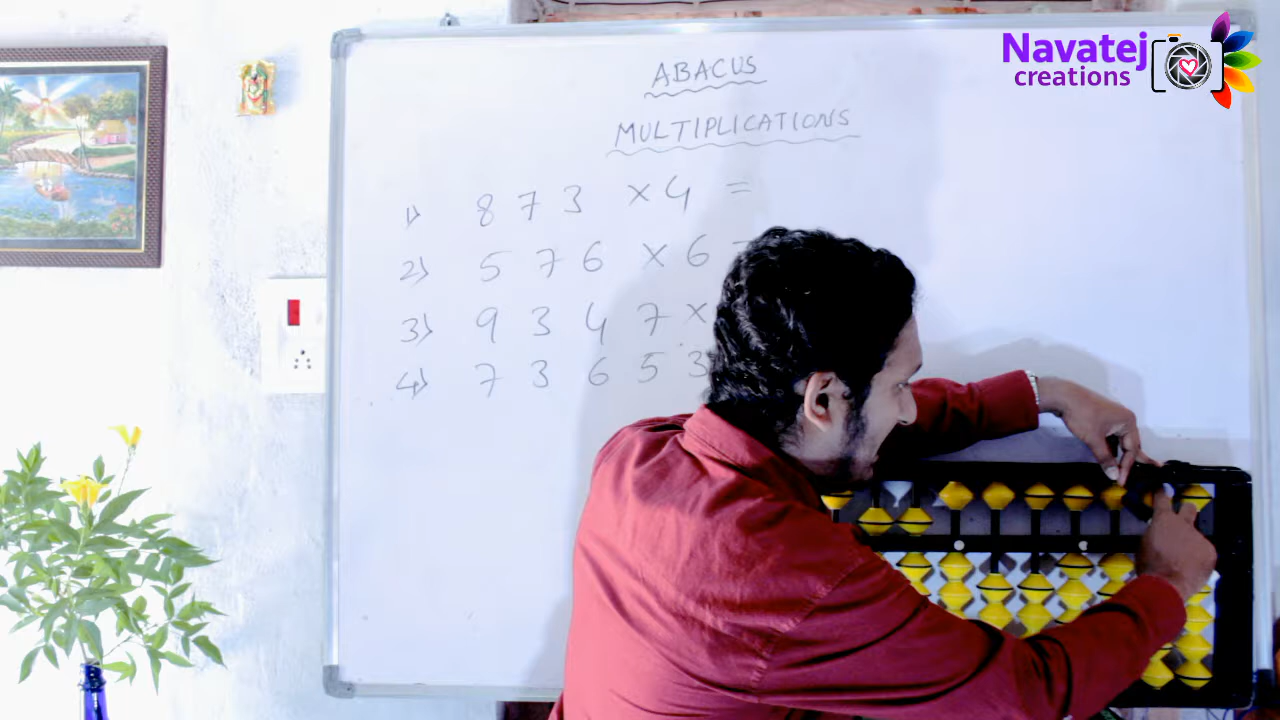 Navatej
creations
ABACUS
MULTIPLICATIONS
1) 8 7 3 × 4 =
2) 5 7 6 × 6 =
3) 9 3 4 7 ×
4) 7 3 6 5 3